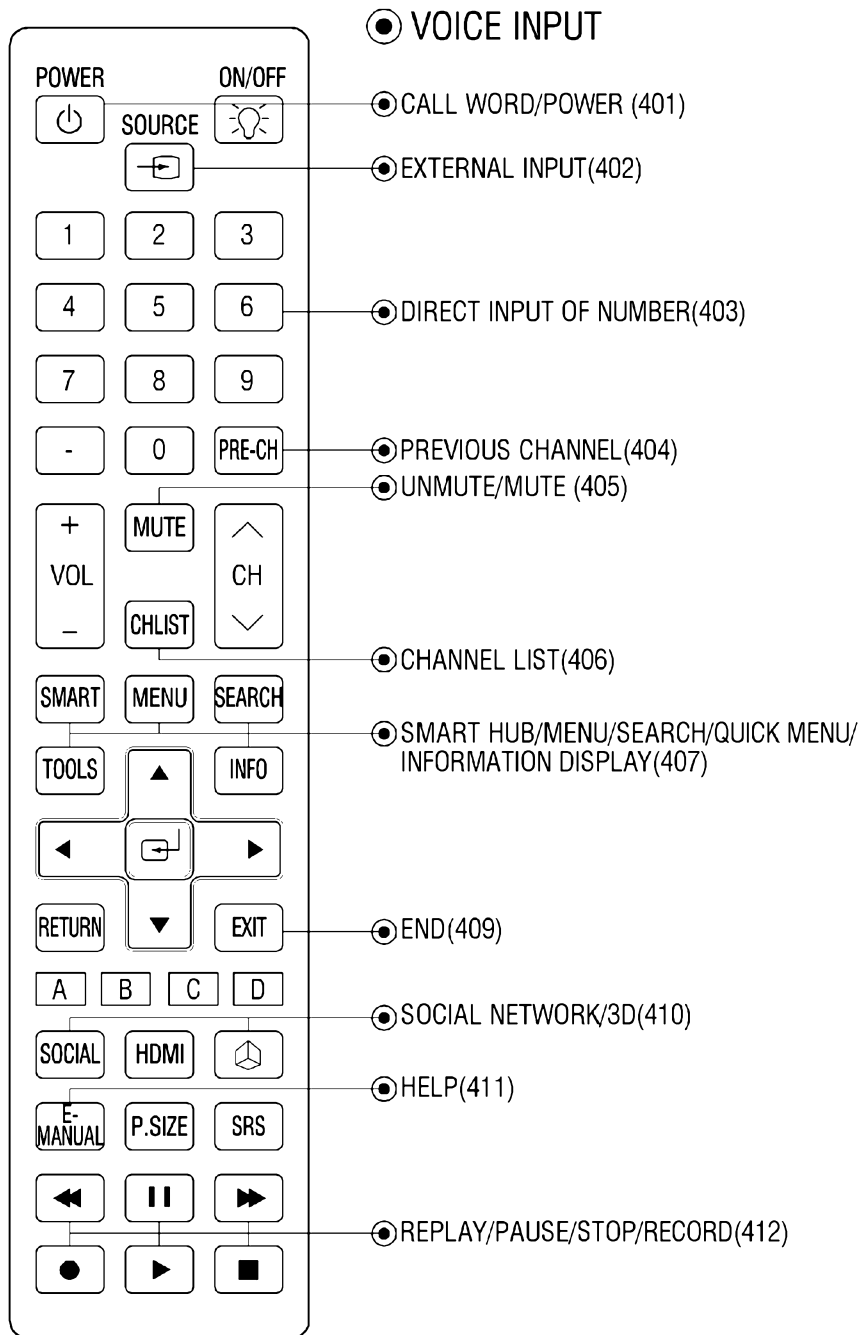 VOICE INPUT
POWER ON/OFF
CALL WORD/POWER (401)
SOURCE
EXTERNAL INPUT(402)
1 2 3
4 5 6
DIRECT INPUT OF NUMBER(403)
7 8 9
- 0 PRE-CH
PREVIOUS CHANNEL(404)
UNMUTE/MUTE (405)
+ MUTE
VOL CH
− CHLIST
CHANNEL LIST(406)
SMART MENU SEARCH
SMART HUB/MENU/SEARCH/QUICK MENU/
INFORMATION DISPLAY(407)
TOOLS INFO
RETURN EXIT
END(409)
A B C D
SOCIAL NETWORK/3D(410)
SOCIAL HDMI
HELP(411)
E-
MANUAL P.SIZE SRS
REPLAY/PAUSE/STOP/RECORD(412)